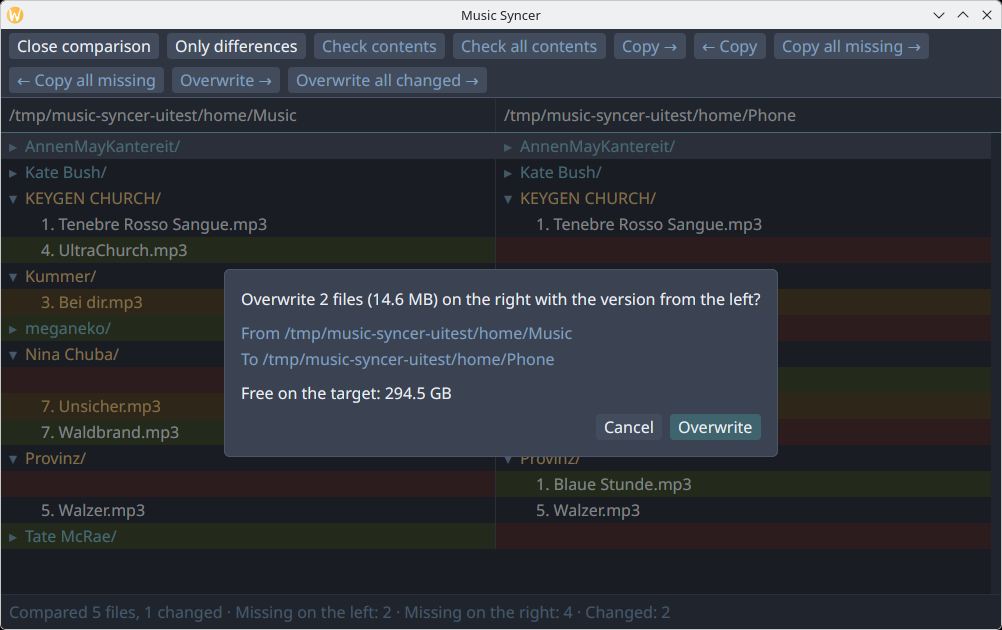 Music Syncer
Close comparison Only differences Check contents Check all contents Copy → ← Copy Copy all missing →
← Copy all missing Overwrite → Overwrite all changed →
/tmp/music-syncer-uitest/home/Music /tmp/music-syncer-uitest/home/Phone
▸ AnnenMayKantereit/ ▸ AnnenMayKantereit/
▸ Kate Bush/ ▸ Kate Bush/
▾ KEYGEN CHURCH/ ▾ KEYGEN CHURCH/
1. Tenebre Rosso Sangue.mp3 1. Tenebre Rosso Sangue.mp3
4. UltraChurch.mp3
▾ Kummer/
3. Bei dir.mp3
▸ meganeko/
▾ Nina Chuba/
7. Unsicher.mp3
7. Waldbrand.mp3
Overwrite 2 files (14.6 MB) on the right with the version from the left?
From /tmp/music-syncer-uitest/home/Music
To /tmp/music-syncer-uitest/home/Phone
Free on the target: 294.5 GB
Cancel Overwrite
▾ Provinz/ ▾ Provinz/
1. Blaue Stunde.mp3
5. Walzer.mp3 5. Walzer.mp3
▸ Tate McRae/
Compared 5 files, 1 changed · Missing on the left: 2 · Missing on the right: 4 · Changed: 2